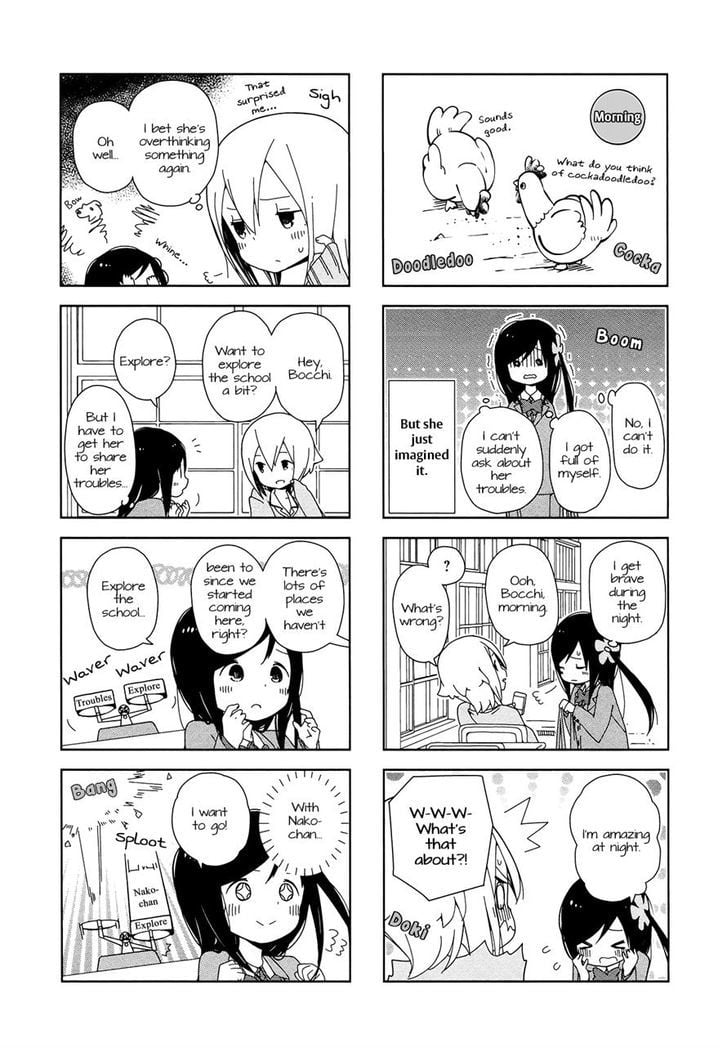 Morning
Sounds
good.
What do you think
of cockadoodledoo?
Cocka
Doodledoo
Boom
No, I
can't
do it.
I got
full of
myself.
I can't
suddenly
ask about
her
troubles.
But she
just
imagined
it.
I get
brave
during
the
night.
Ooh,
Bocchi,
morning.
?
What's
wrong?
I'm amazing
at night.
W-W-W-
What's
that
about?!
Doki
Sigh
That
surprised
me...
I bet she's
overthinking
something
again.
Oh
well...
Bow
Whine...
Hey,
Bocchi.
Want to
explore
the school
a bit?
Explore?
But I
have to
get her
to share
her
troubles...
There's
lots of
places
we
haven't
been to
since we
started
coming
here,
right?
Explore
the
school...
Waver
Waver
Troubles
Explore
With
Nako-
chan...
I want
to go!
Bang
Sploot
Nako-
chan
Explore